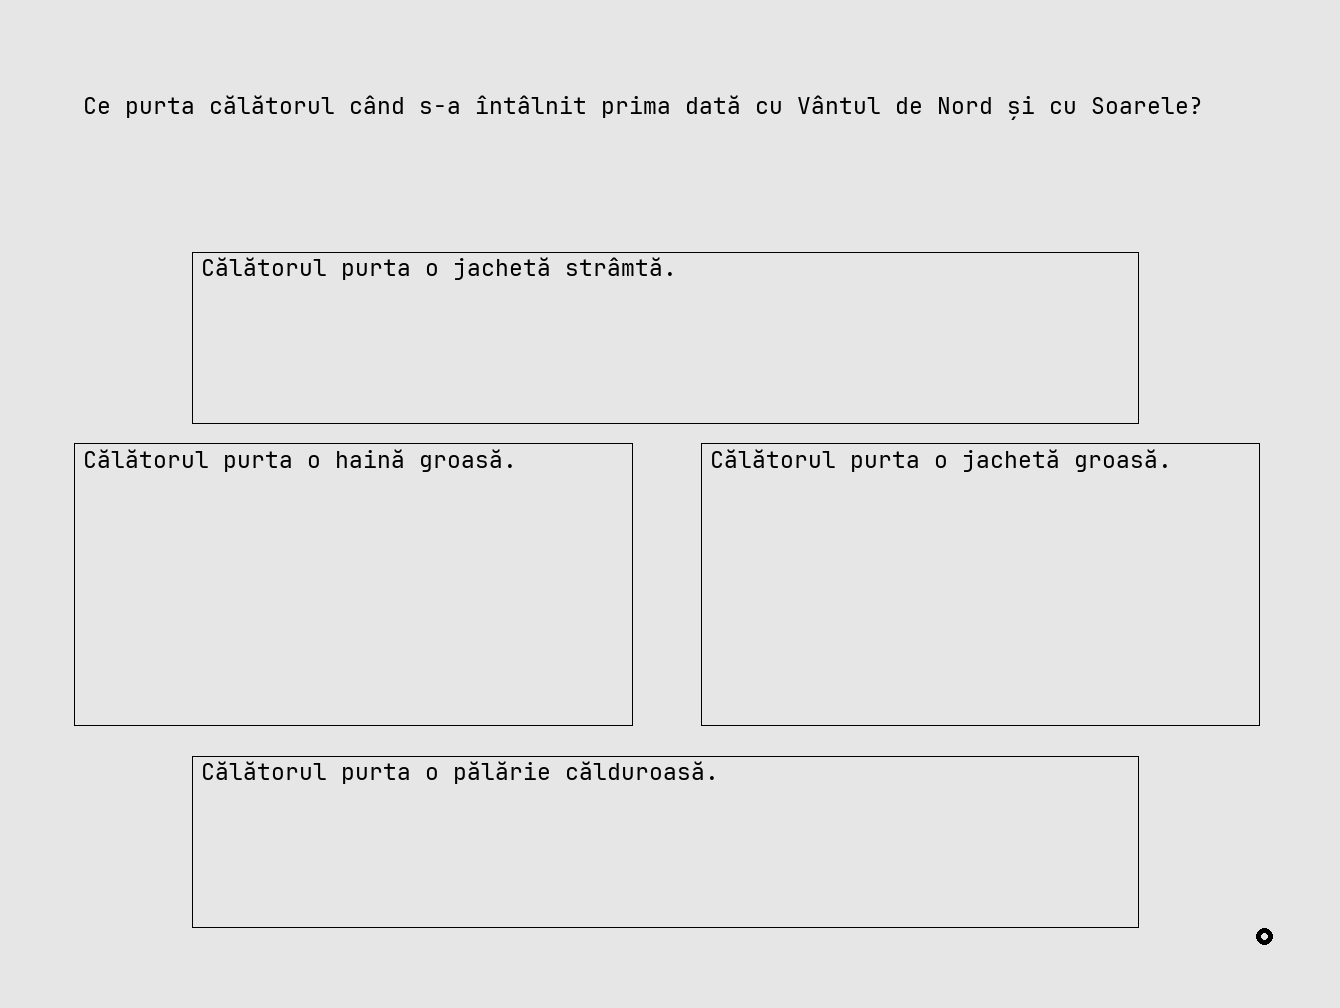 Ce purta călătorul când s-a întâlnit prima dată cu Vântul de Nord și cu Soarele?
Călătorul purta o jachetă strâmtă.
Călătorul purta o haină groasă.
Călătorul purta o jachetă groasă.
Călătorul purta o pălărie călduroasă.